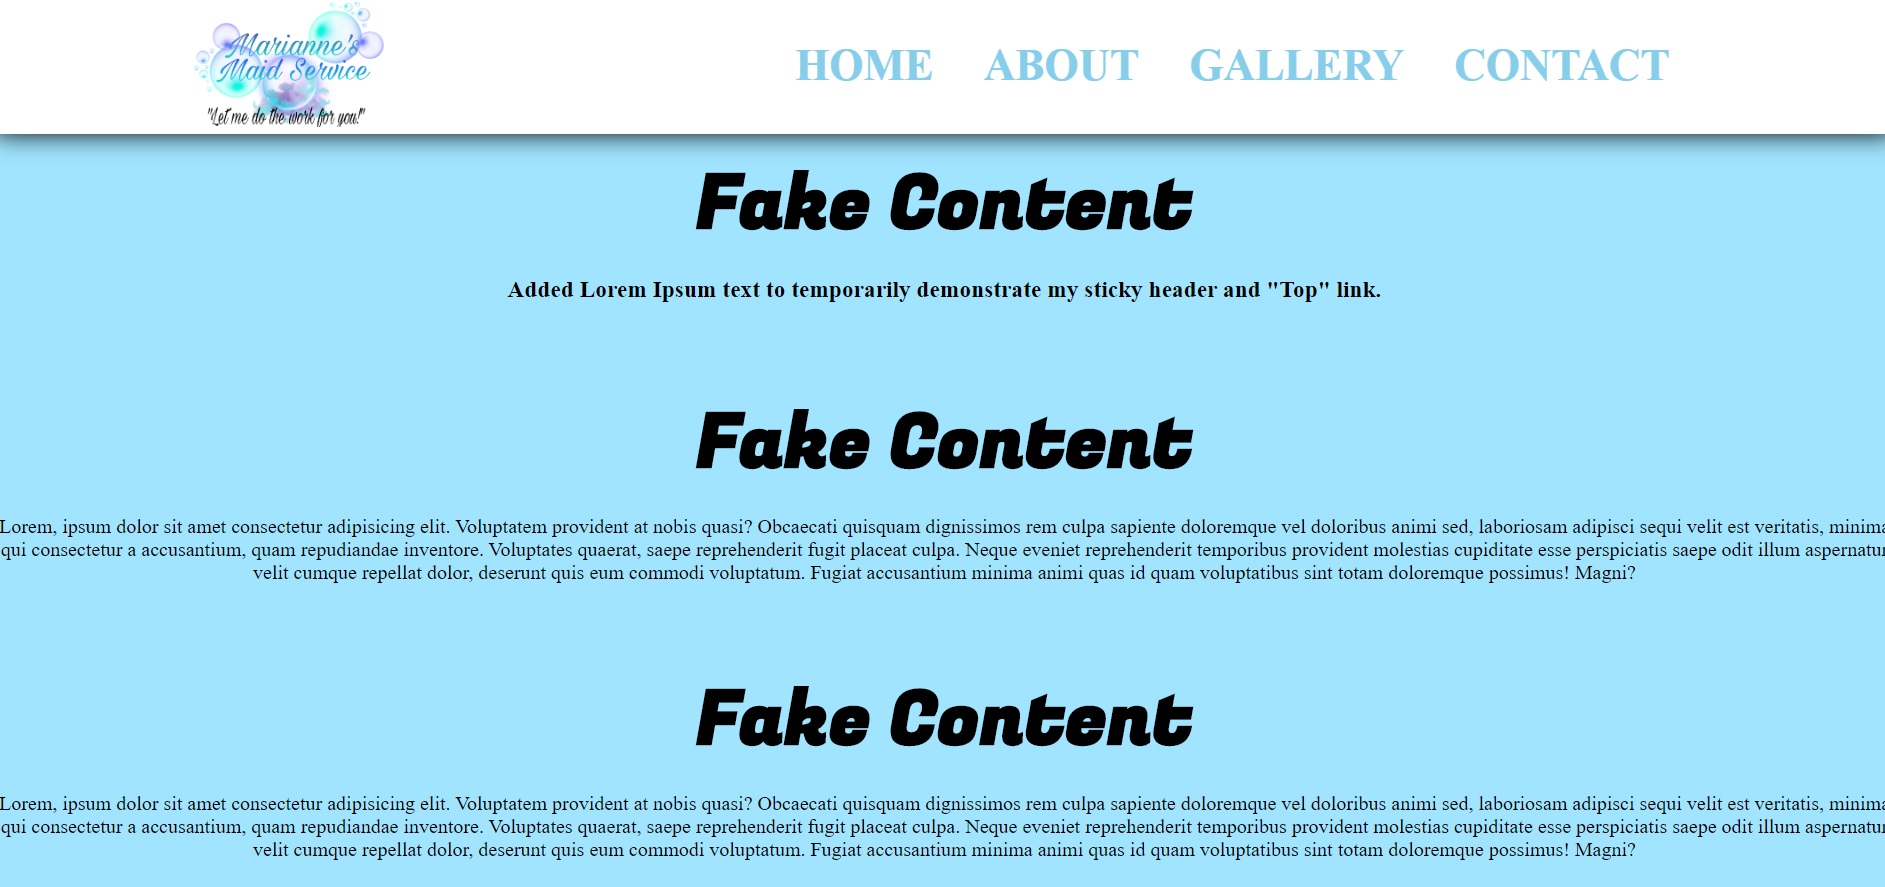 Marianne's
Maid Service
"Let me do the work for you!"
HOME ABOUT GALLERY CONTACT
Fake Content
Added Lorem Ipsum text to temporarily demonstrate my sticky header and "Top" link.
Fake Content
Lorem, ipsum dolor sit amet consectetur adipisicing elit. Voluptatem provident at nobis quasi? Obcaecati quisquam dignissimos rem culpa sapiente doloremque vel doloribus animi sed, laboriosam adipisci sequi velit est veritatis, minima
qui consectetur a accusantium, quam repudiandae inventore. Voluptates quaerat, saepe reprehenderit fugit placeat culpa. Neque eveniet reprehenderit temporibus provident molestias cupiditate esse perspiciatis saepe odit illum aspernatur
velit cumque repellat dolor, deserunt quis eum commodi voluptatum. Fugiat accusantium minima animi quas id quam voluptatibus sint totam doloremque possimus! Magni?
Fake Content
Lorem, ipsum dolor sit amet consectetur adipisicing elit. Voluptatem provident at nobis quasi? Obcaecati quisquam dignissimos rem culpa sapiente doloremque vel doloribus animi sed, laboriosam adipisci sequi velit est veritatis, minima
qui consectetur a accusantium, quam repudiandae inventore. Voluptates quaerat, saepe reprehenderit fugit placeat culpa. Neque eveniet reprehenderit temporibus provident molestias cupiditate esse perspiciatis saepe odit illum aspernatur
velit cumque repellat dolor, deserunt quis eum commodi voluptatum. Fugiat accusantium minima animi quas id quam voluptatibus sint totam doloremque possimus! Magni?